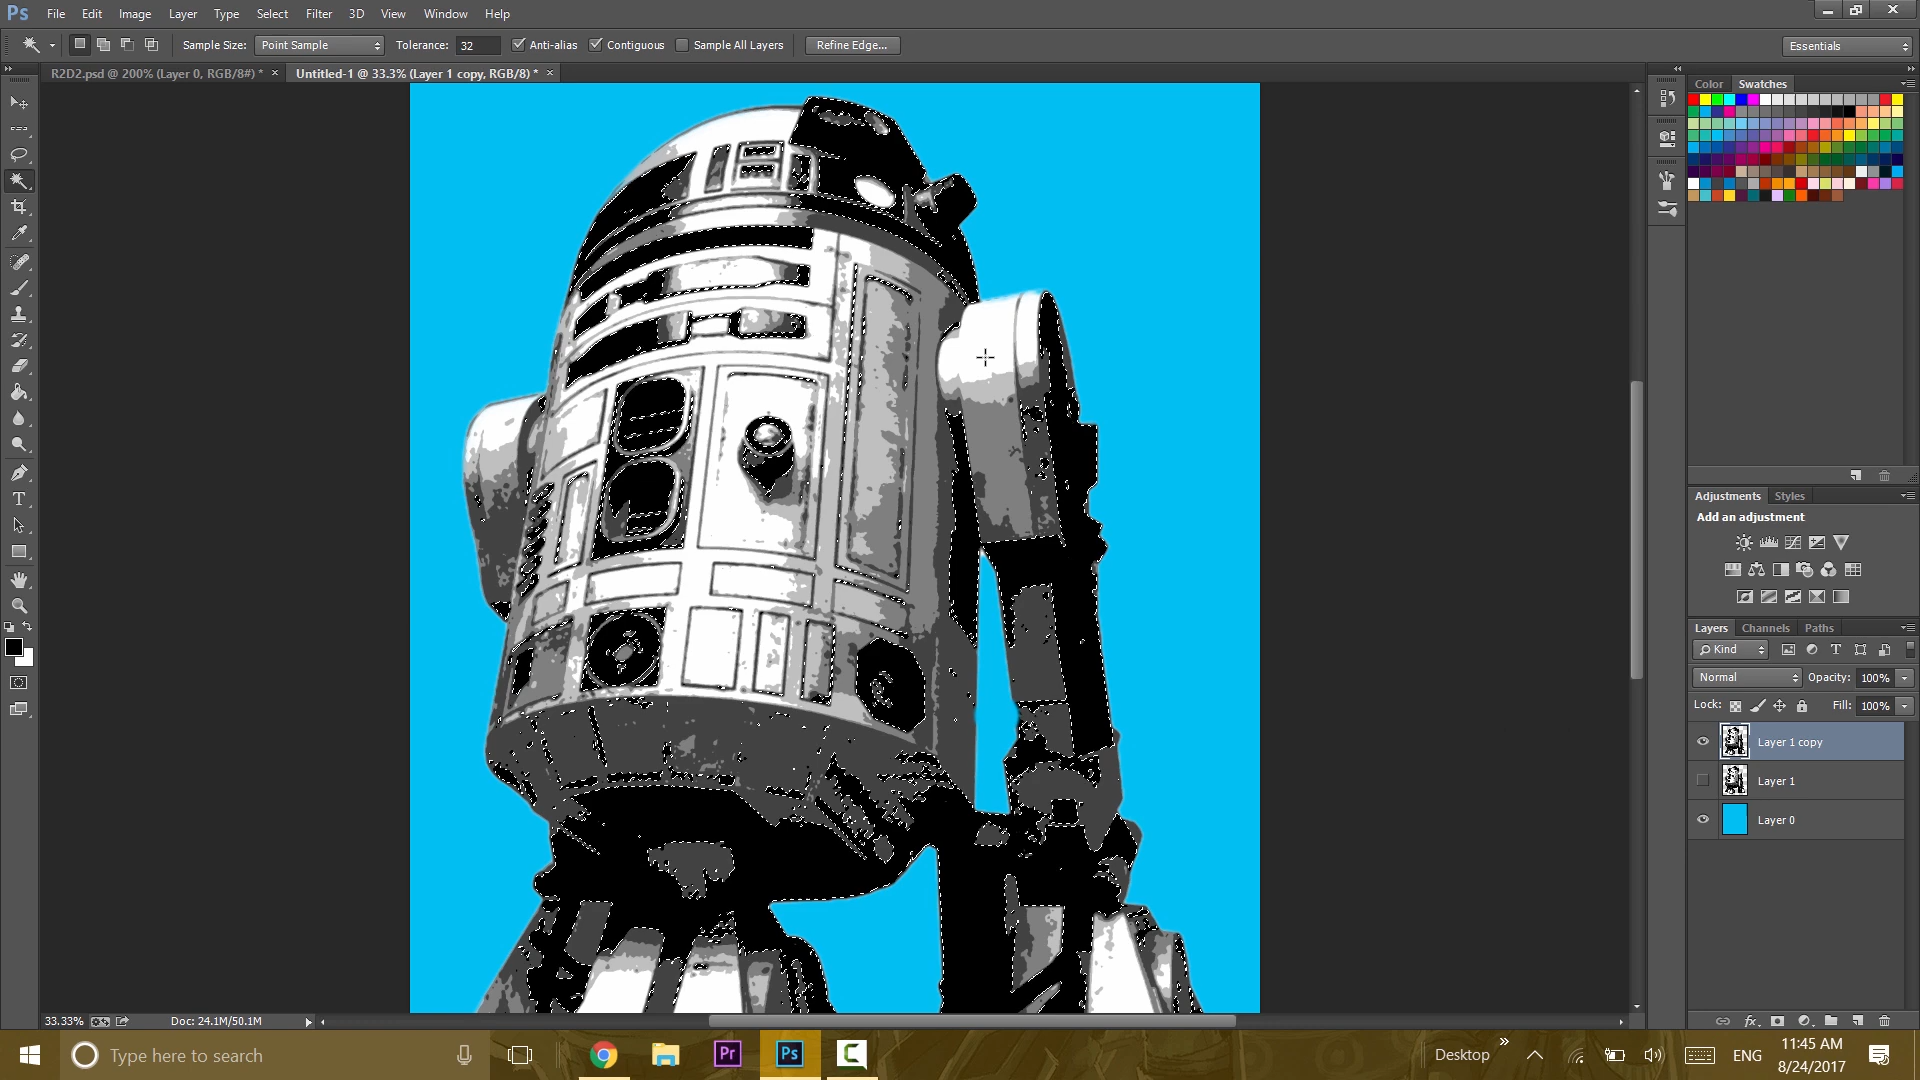 Ps File Edit Image Layer Type Select Filter 3D View Window Help
Sample Size: Point Sample Tolerance: 32 Anti-alias Contiguous Sample All Layers Refine Edge... Essentials
R2D2.psd @ 200% (Layer 0, RGB/8#) * × Untitled-1 @ 33.3% (Layer 1 copy, RGB/8) * ×
Color Swatches
Adjustments Styles
Add an adjustment
Layers Channels Paths
Kind
Normal Opacity: 100%
Lock: Fill: 100%
Layer 1 copy
Layer 1
Layer 0
T
fx
33.33% Doc: 24.1M/50.1M
Type here to search Pr Ps C Desktop ENG
11:45 AM
8/24/2017